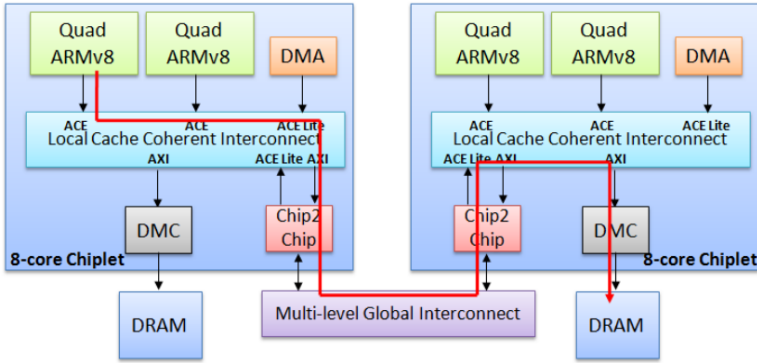 Quad
ARMv8
Quad
ARMv8
DMA
ACE
ACE
ACE Lite
Local Cache Coherent Interconnect
AXI
ACE Lite AXI
DMC
Chip2
Chip
8-core Chiplet
DRAM
Quad
ARMv8
Quad
ARMv8
DMA
ACE
ACE
ACE Lite
Local Cache Coherent Interconnect
ACE Lite AXI
AXI
Chip2
Chip
DMC
8-core Chiplet
Multi-level Global Interconnect
DRAM